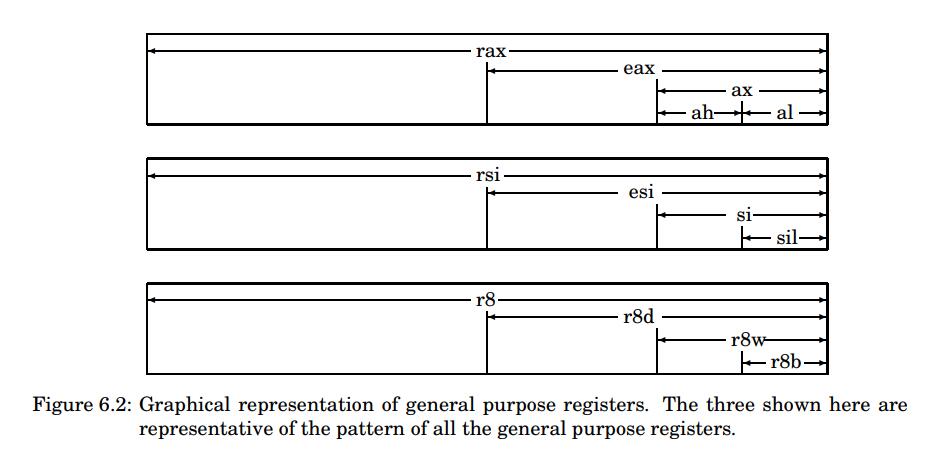 rax
eax
ax
ah al
rsi
esi
si
sil
r8
r8d
r8w
r8b
Figure 6.2: Graphical representation of general purpose registers. The three shown here are
representative of the pattern of all the general purpose registers.